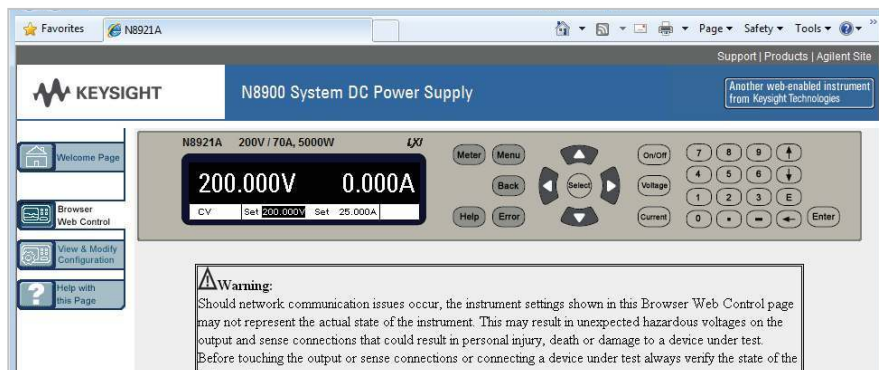 Favorites N8921A Page Safety Tools
Support | Products | Agilent Site
KEYSIGHT N8900 System DC Power Supply
Another web-enabled instrument
from Keysight Technologies
Welcome Page
Browser
Web Control
View & Modify
Configuration
Help with
this Page
N8921A 200V / 70A, 5000W LXI
200.000V 0.000A
CV Set 200.000V Set 25.000A
Meter Menu
Back
Help Error
Select
On/Off
Voltage
Current
7 8 9
4 5 6
1 2 3 E
0 . - Enter
Warning:
Should network communication issues occur, the instrument settings shown in this Browser Web Control page
may not represent the actual state of the instrument. This may result in unexpected hazardous voltages on the
output and sense connections that could result in personal injury, death or damage to a device under test.
Before touching the output or sense connections or connecting a device under test always verify the state of the